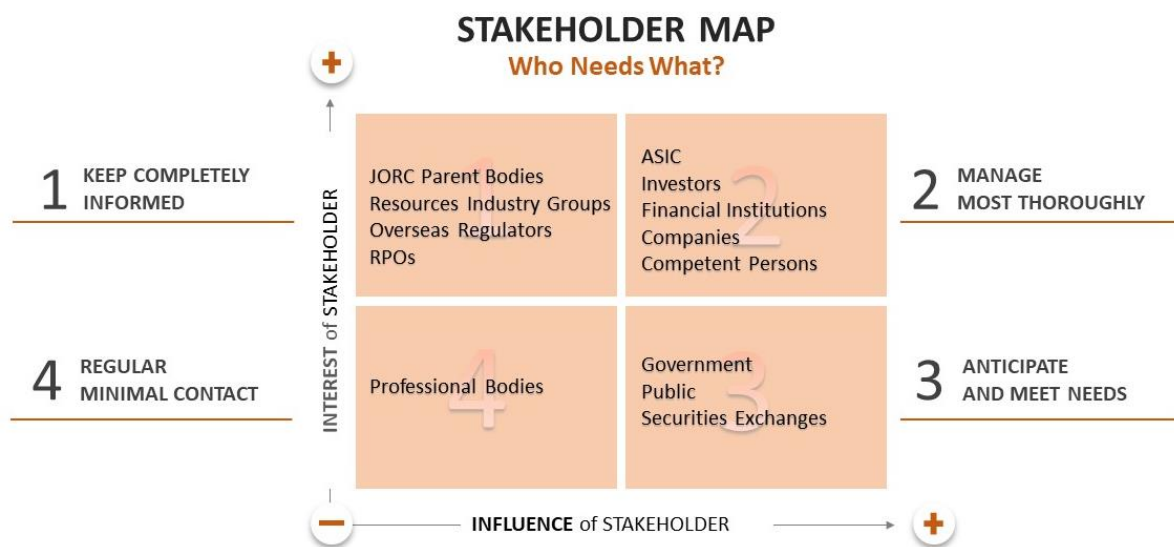 STAKEHOLDER MAP
Who Needs What?
+
1
KEEP COMPLETELY
INFORMED
1
JORC Parent Bodies
Resources Industry Groups
Overseas Regulators
RPOs
2
ASIC
Investors
Financial Institutions
Companies
Competent Persons
2
MANAGE
MOST THOROUGHLY
INTEREST of STAKEHOLDER
4
REGULAR
MINIMAL CONTACT
4
Professional Bodies
3
Government
Public
Securities Exchanges
3
ANTICIPATE
AND MEET NEEDS
−
INFLUENCE of STAKEHOLDER
+